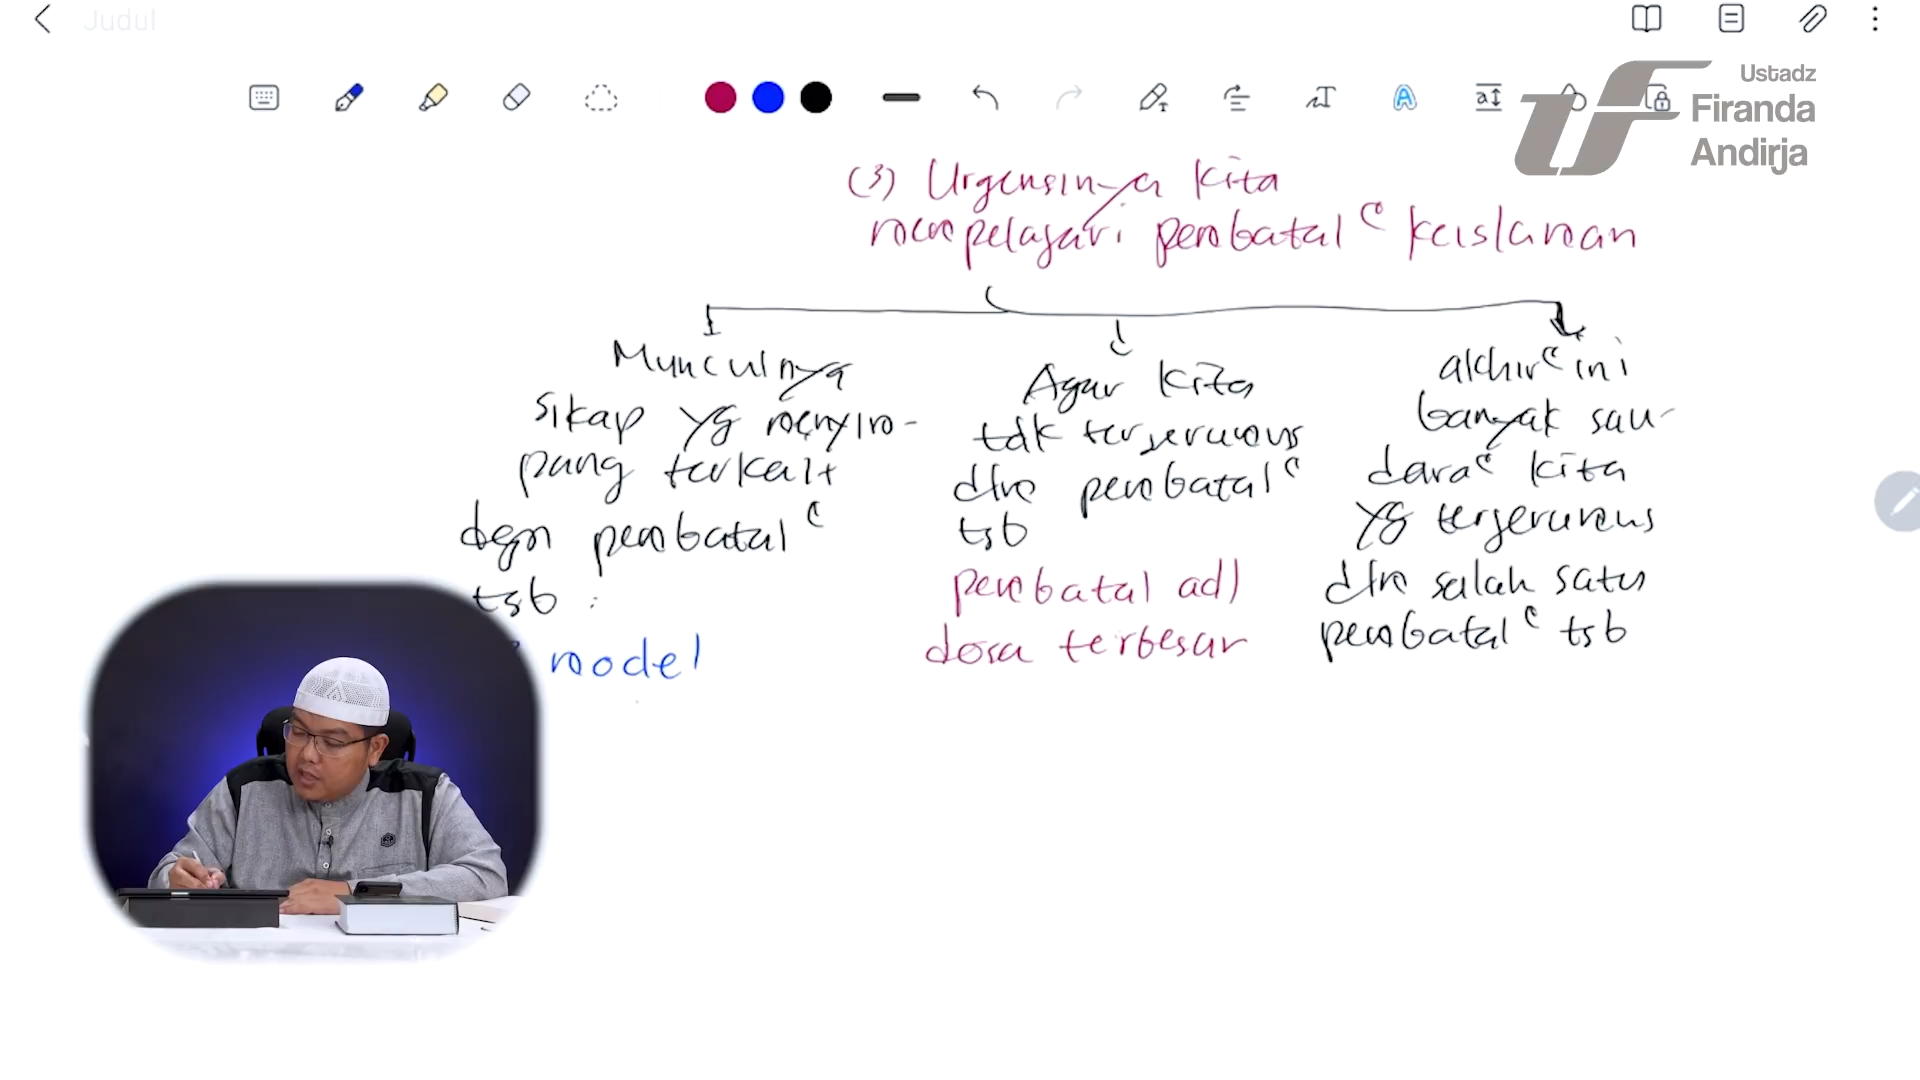 Judul
Ustadz
Firanda
Andirja
(3) Urgensinya kita
mempelajari pembatal² keislaman
Munculnya
sikap yg menyim-
pang terkait
dgn pembatal²
tsb :
model
Agar kita
tdk terjerumus
dlm pembatal²
tsb
pembatal adl
dosa terbesar
akhir² ini
banyak sau-
dara² kita
yg terjerumus
dlm salah satu
pembatal² tsb